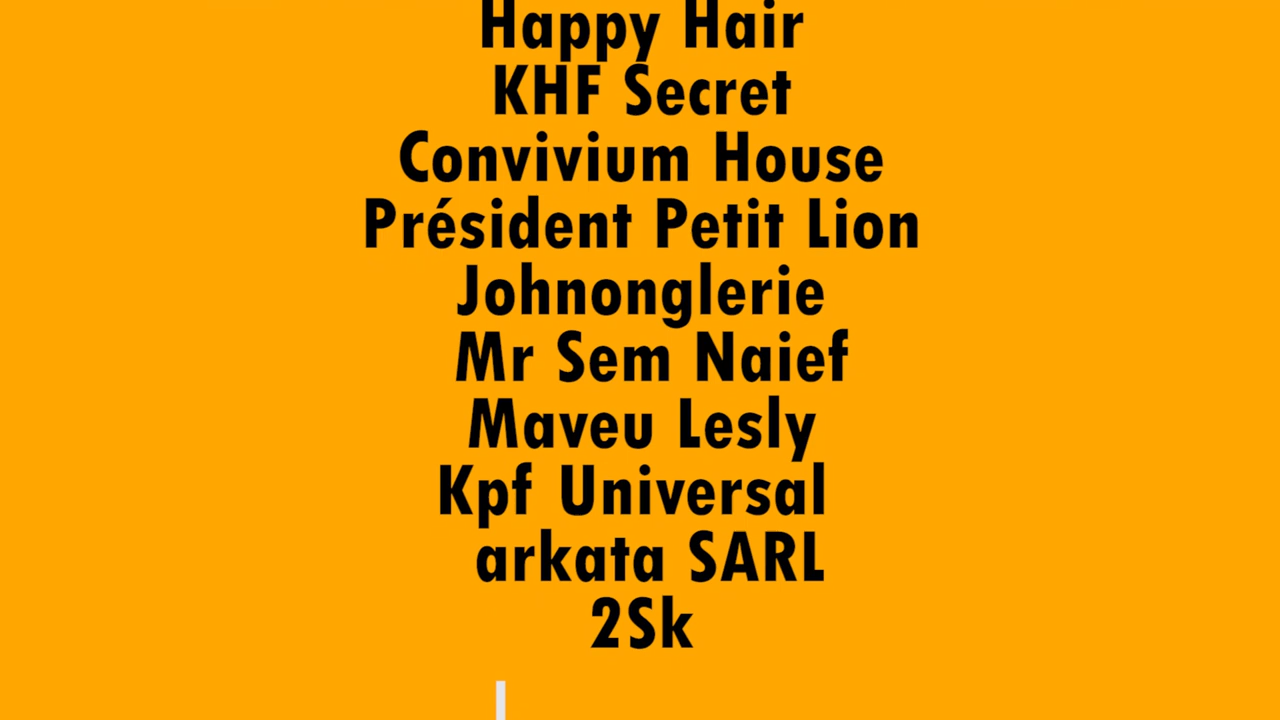 Happy Hair
KHF Secret
Convivium House
Président Petit Lion
Johnonglerie
Mr Sem Naief
Maveu Lesly
Kpf Universal
arkata SARL
2Sk